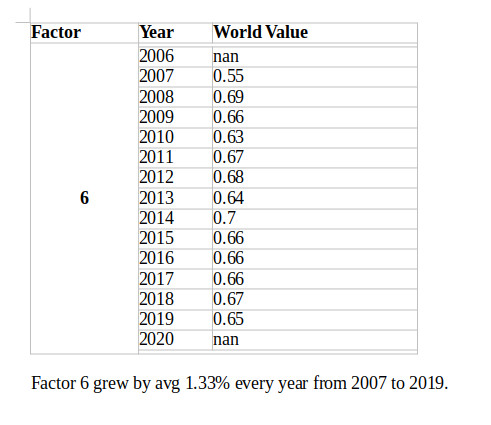 Factor Year World Value
2006 nan
2007 0.55
2008 0.69
2009 0.66
2010 0.63
2011 0.67
2012 0.68
6 2013 0.64
2014 0.7
2015 0.66
2016 0.66
2017 0.66
2018 0.67
2019 0.65
2020 nan
Factor 6 grew by avg 1.33% every year from 2007 to 2019.